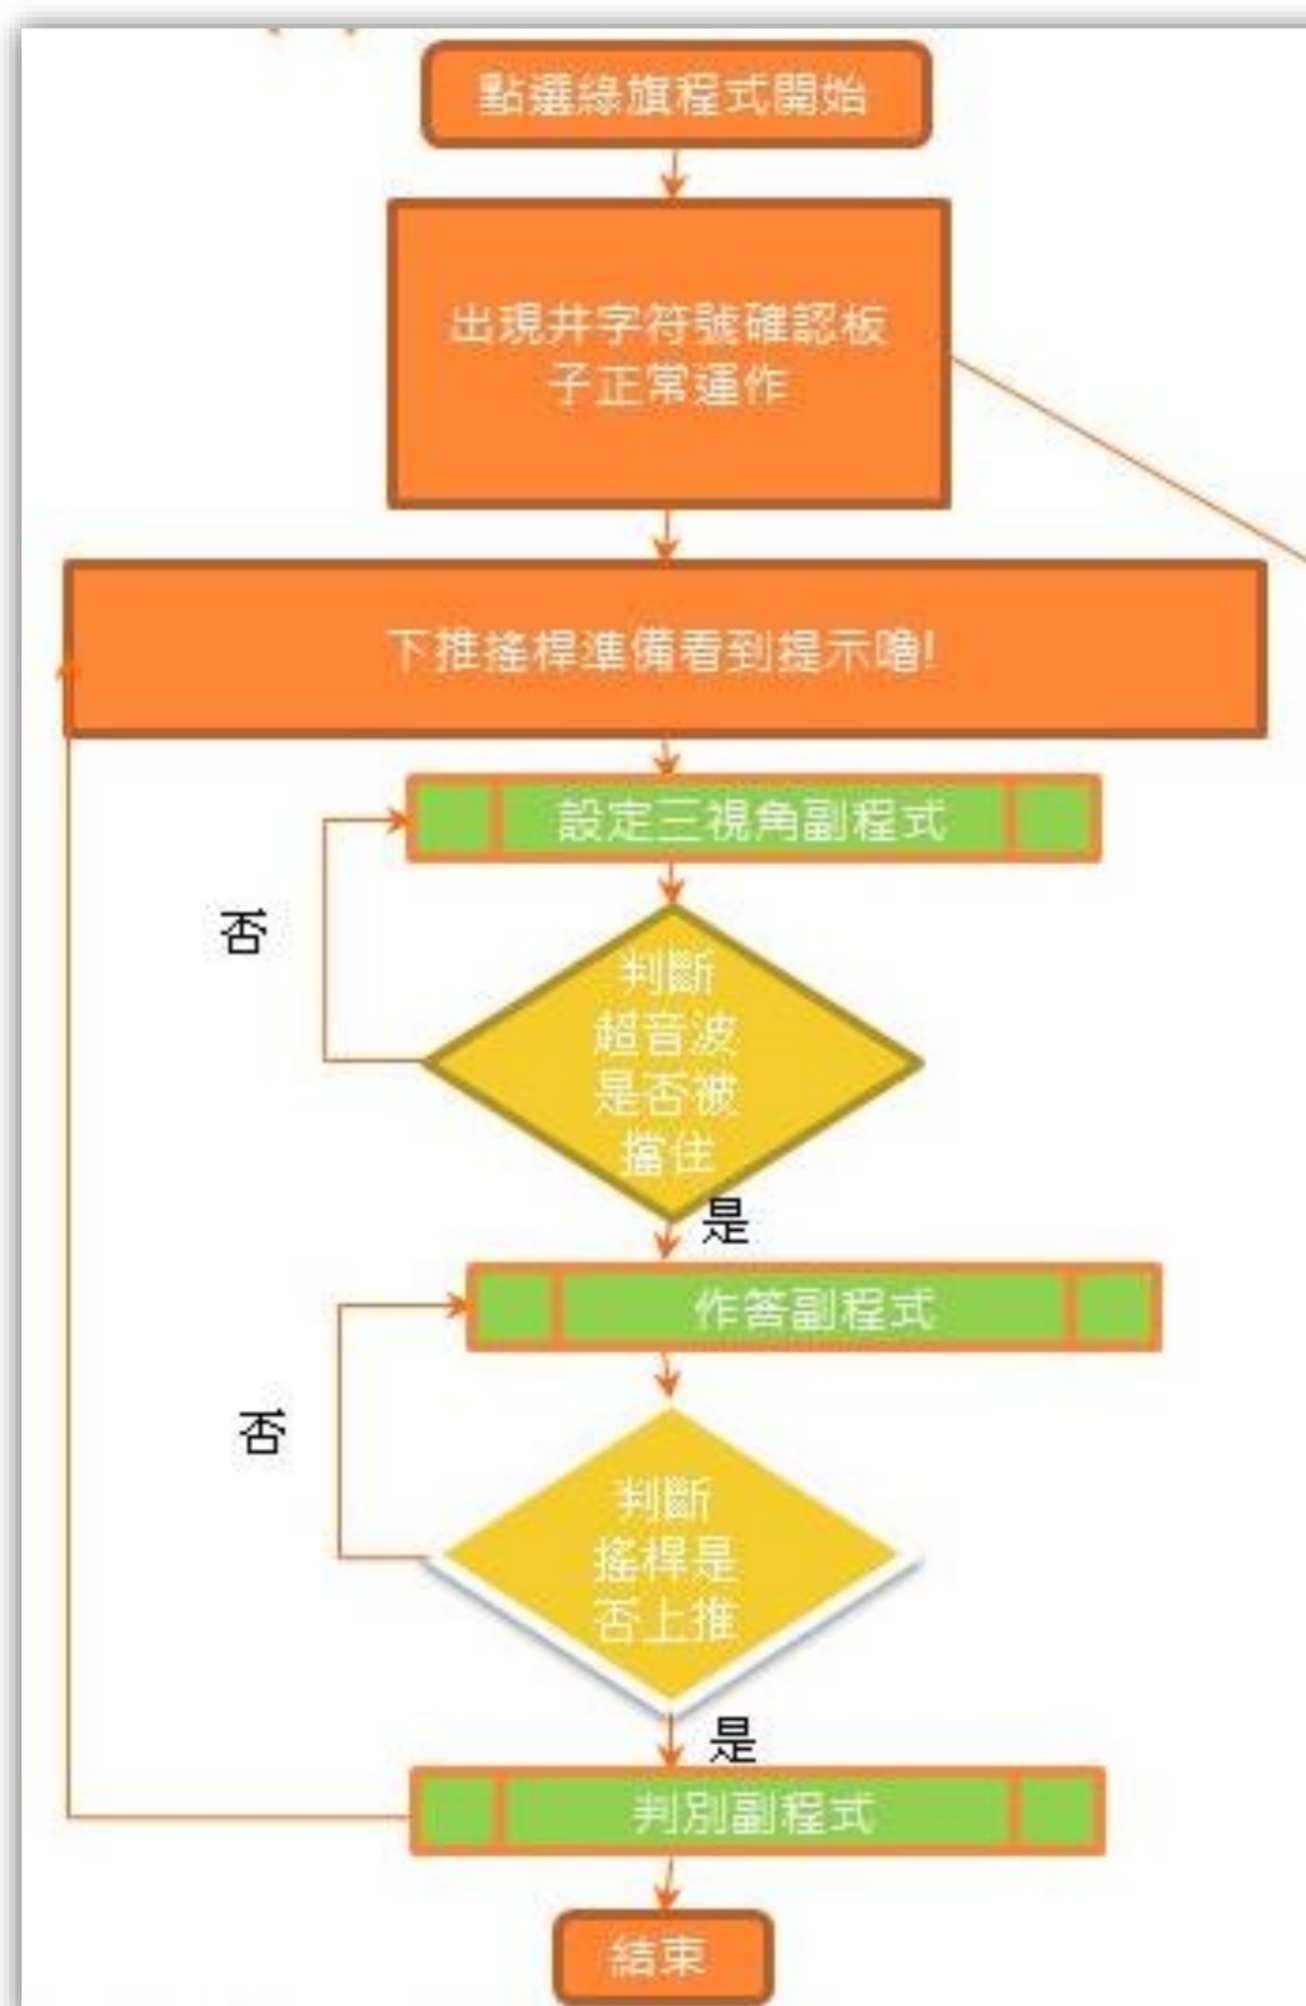 點選綠旗程式開始
出現井字符號確認板
子正常運作
下推搖桿準備看到提示嚕!
設定三視角副程式
否
判斷
超音波
是否被
擋住
是
作答副程式
否
判斷
搖桿是
否上推
是
判別副程式
結束